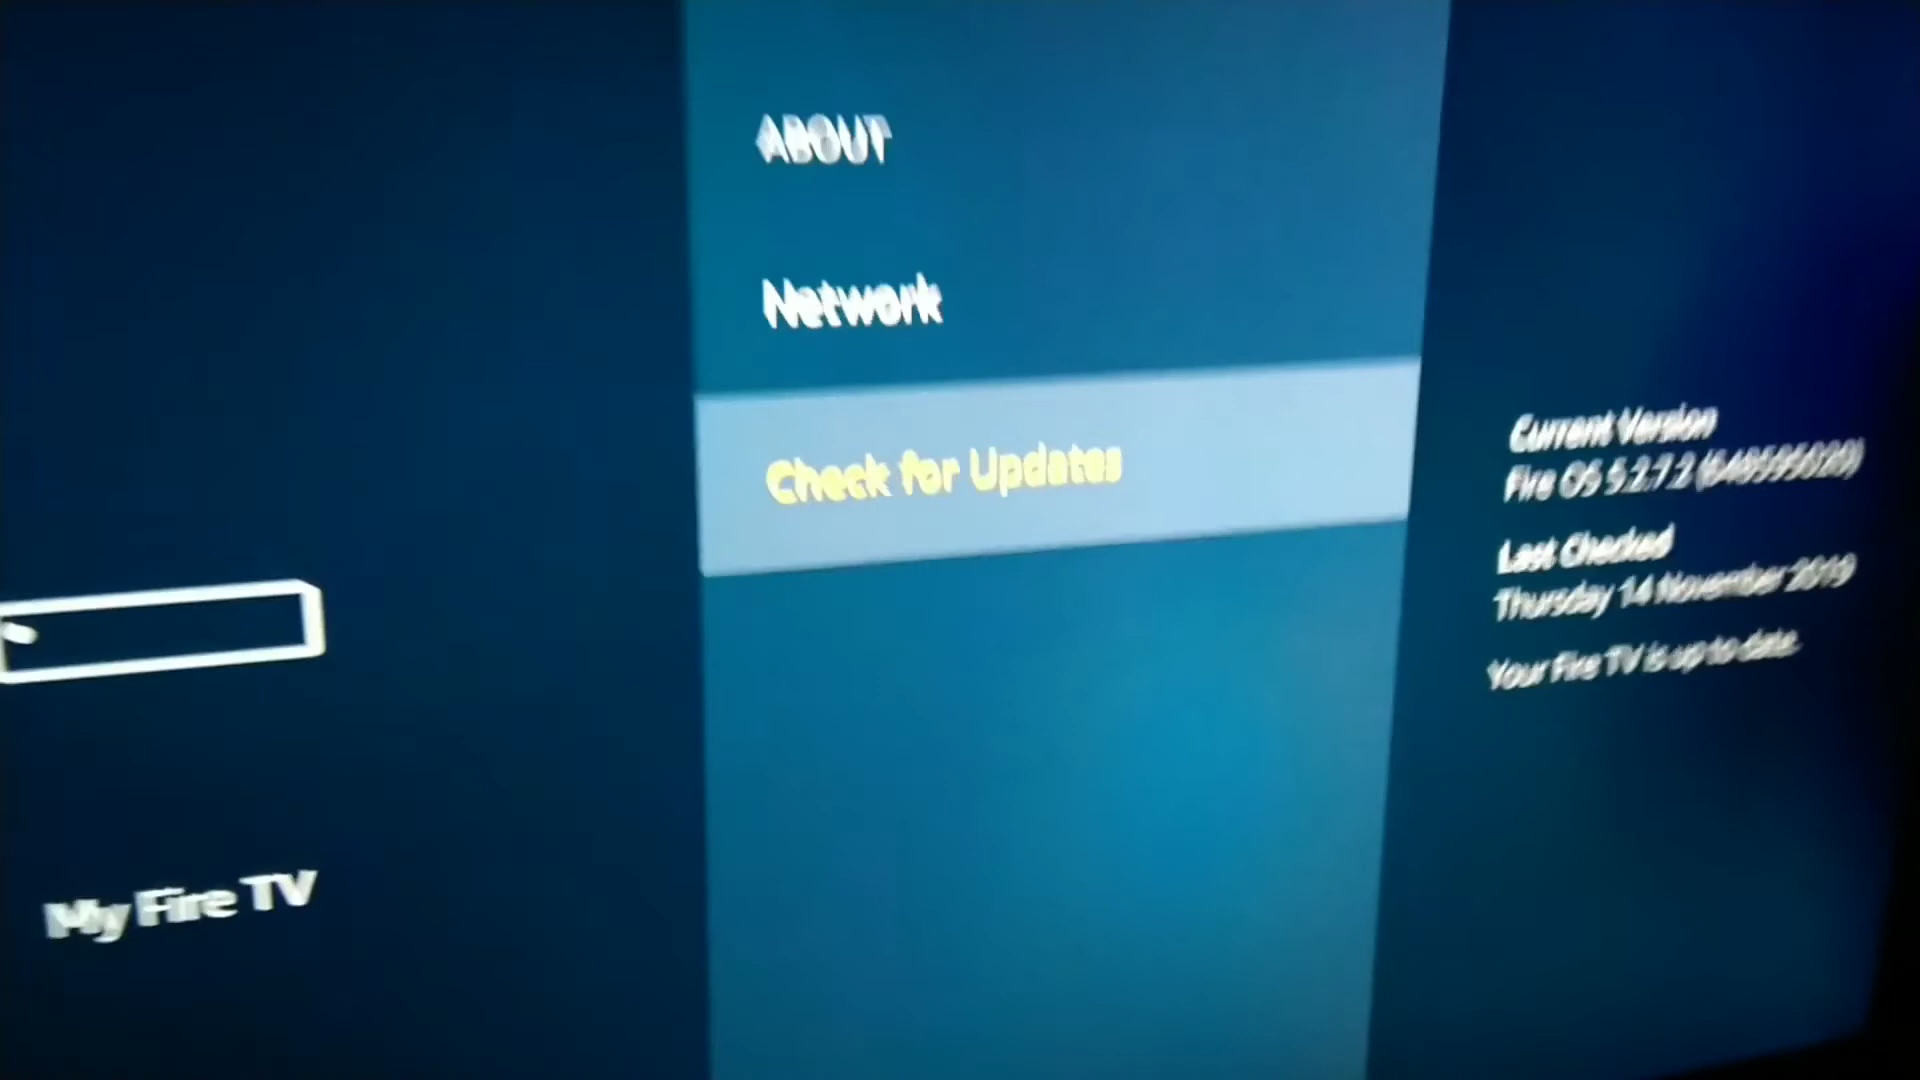 ABOUT
Network
Check for Updates
My Fire TV
Current Version
Fire OS 5.2.7.2 (648595020)
Last Checked
Thursday 14 November 2019
Your Fire TV is up to date.